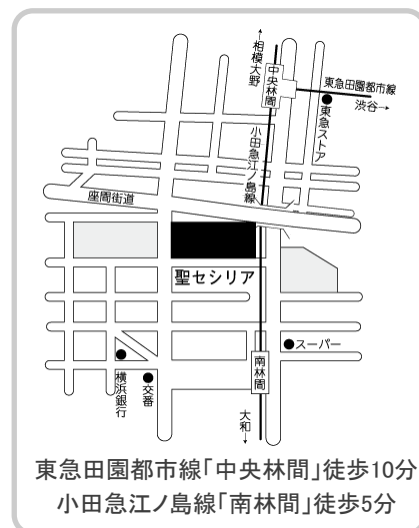 ←相模大野
中央林間
東急田園都市線
渋谷→
東急ストア
小田急江ノ島線
座間街道
聖セシリア
スーパー
南林間
横浜銀行
交番
大和→
東急田園都市線「中央林間」徒歩10分
小田急江ノ島線「南林間」徒歩5分